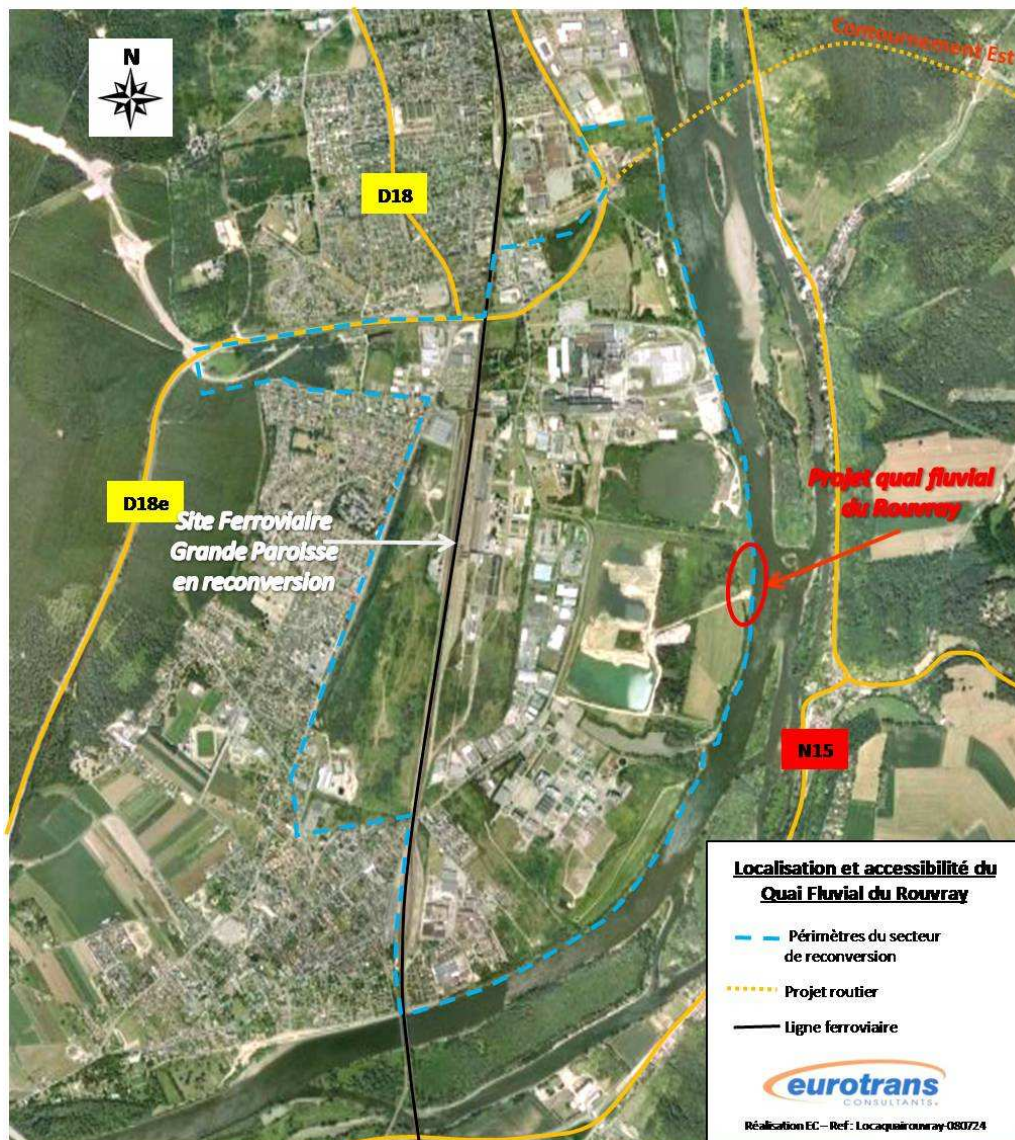 N
Contournement Est
D18
D18e
Site Ferroviaire
Grande Paroisse
en reconversion
Projet quai fluvial
du Rouvray
N15
Localisation et accessibilité du
Quai Fluvial du Rouvray
Périmètres du secteur
de reconversion
Projet routier
Ligne ferroviaire
eurotrans
CONSULTANTS.
Réalisation EC – Ref : Locaquairouvray-080724